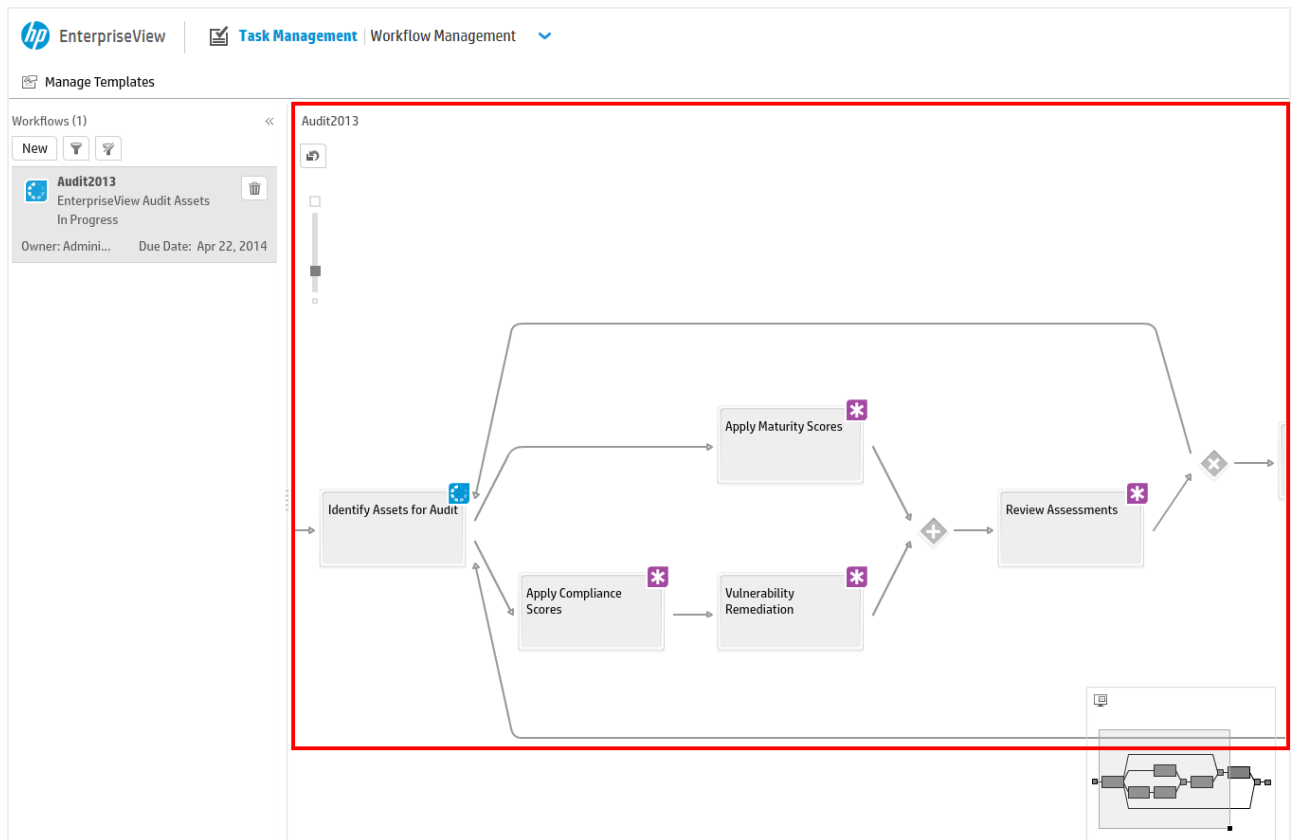 hp EnterpriseView Task Management Workflow Management
Manage Templates
Workflows (1)
New
Audit2013
EnterpriseView Audit Assets
In Progress
Owner: Admini... Due Date: Apr 22, 2014
Audit2013
Apply Maturity Scores
Identify Assets for Audit
Review Assessments
Apply Compliance
Scores
Vulnerability
Remediation